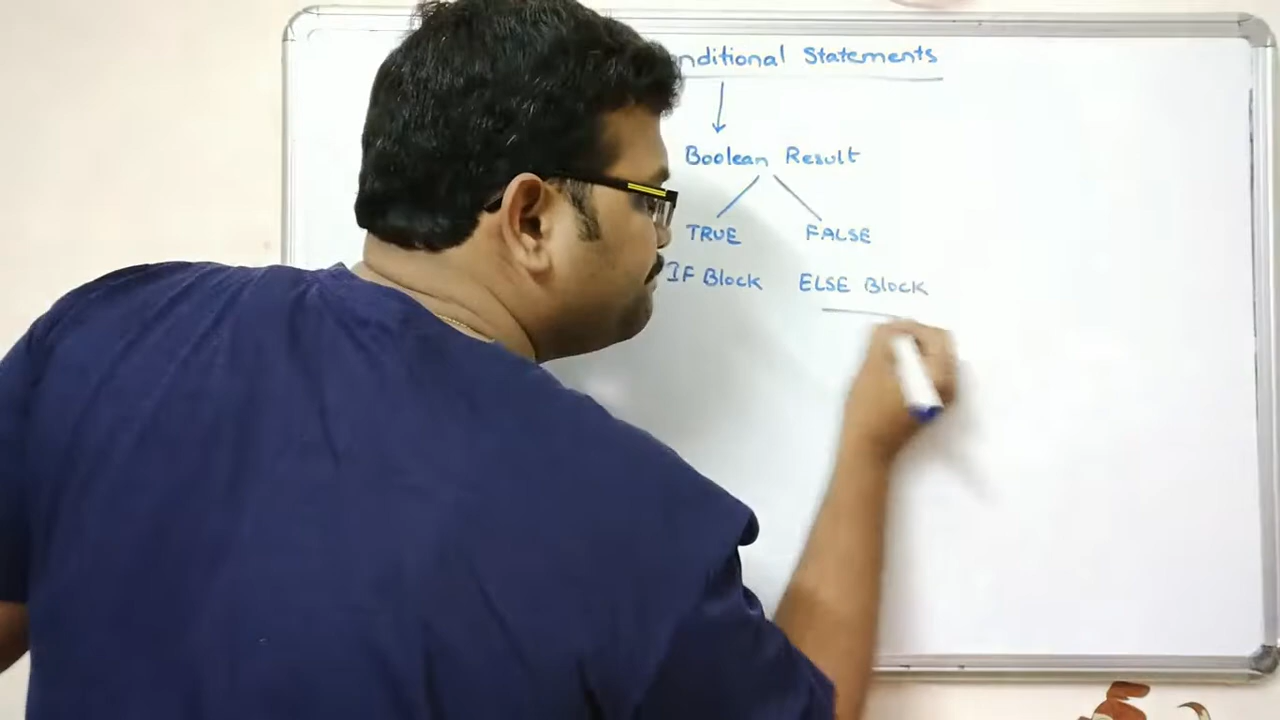 nditional Statements
Boolean Result
TRUE FALSE
IF Block ELSE Block